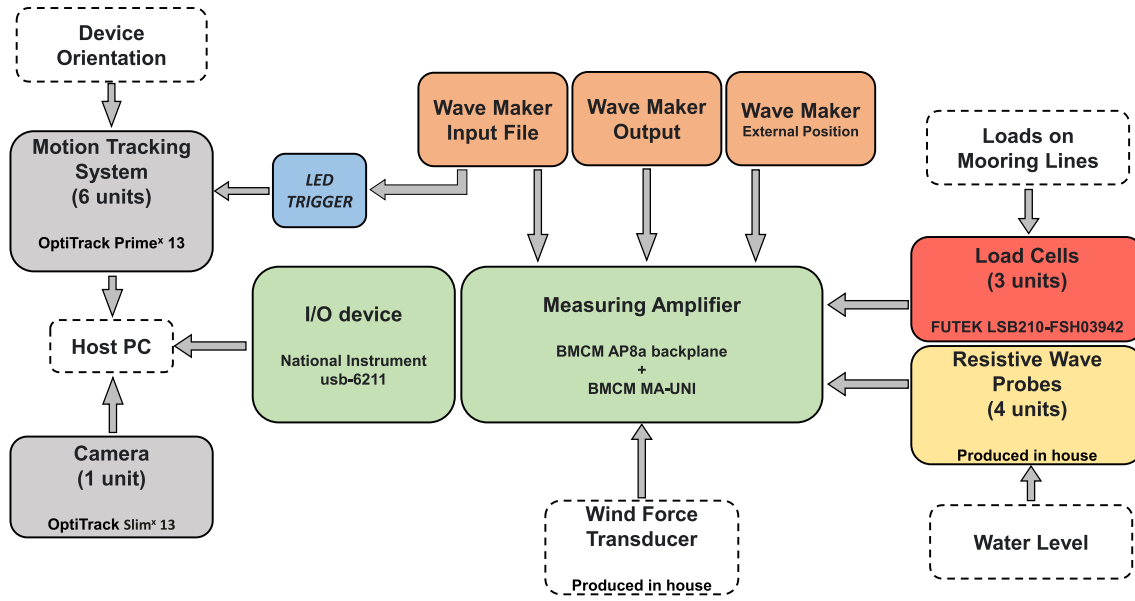 Device
Orientation
Motion Tracking
System
(6 units)
OptiTrack Primeˣ 13
LED
TRIGGER
Wave Maker
Input File
Wave Maker
Output
Wave Maker
External Position
Loads on
Mooring Lines
Load Cells
(3 units)
FUTEK LSB210-FSH03942
Host PC
I/O device
National Instrument
usb-6211
Measuring Amplifier
BMCM AP8a backplane
+
BMCM MA-UNI
Resistive Wave
Probes
(4 units)
Produced in house
Camera
(1 unit)
OptiTrack Slimˣ 13
Wind Force
Transducer
Produced in house
Water Level